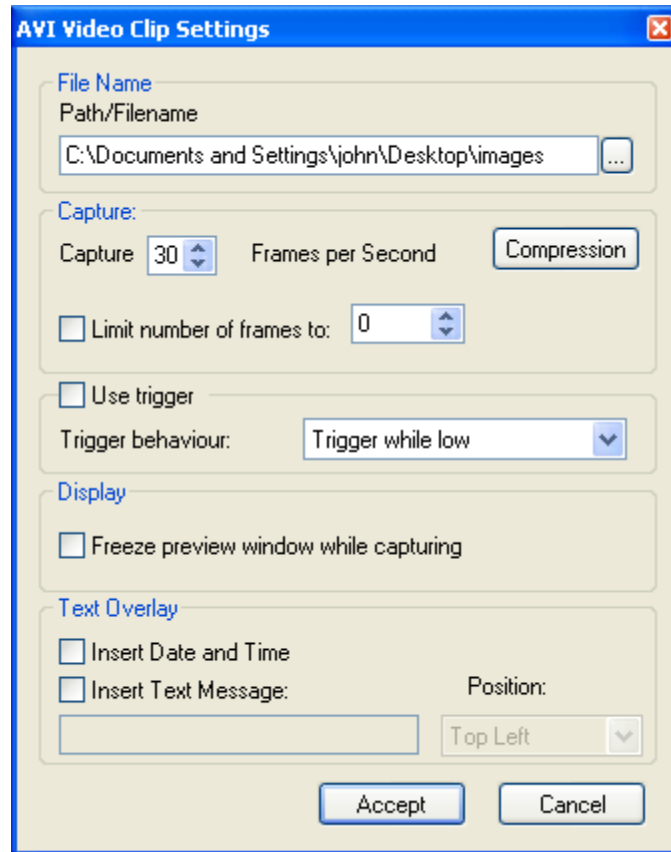 AVI Video Clip Settings
File Name
Path/Filename
C:\Documents and Settings\john\Desktop\images ...
Capture:
Capture 30 Frames per Second Compression
Limit number of frames to: 0
Use trigger
Trigger behaviour: Trigger while low
Display
Freeze preview window while capturing
Text Overlay
Insert Date and Time
Insert Text Message: Position:
Top Left
Accept Cancel